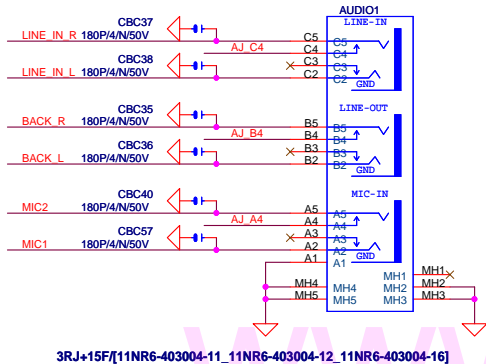 AUDIO1
CBC37
LINE-IN
LINE_IN_R 180P/4/N/50V
C5 C5
AJ_C4 C4 C4
CBC38
C3 C3
LINE_IN_L 180P/4/N/50V
C2 C2
GND
CBC35
LINE-OUT
BACK_R 180P/4/N/50V
B5 B5
AJ_B4 B4 B4
CBC36
B3 B3
BACK_L 180P/4/N/50V
B2 B2
GND
CBC40
MIC-IN
MIC2 180P/4/N/50V
A5 A5
AJ_A4 A4 A4
CBC57
A3 A3
MIC1 180P/4/N/50V
A2 A2
GND
A1 A1
MH1 MH1
MH4 MH4 MH2 MH2
MH5 MH5 MH3 MH3
3RJ+15F/[11NR6-403004-11_11NR6-403004-12_11NR6-403004-16]